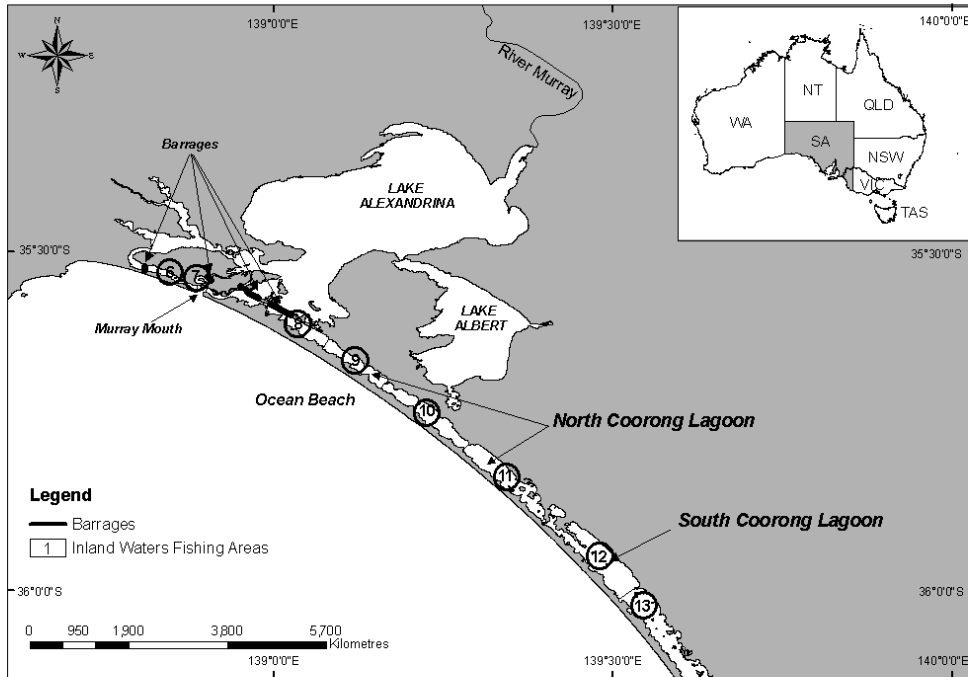 139°0'0"E
139°30'0"E
140°0'0"E
N
W
E
S
River Murray
NT
WA
QLD
SA
NSW
VIC
TAS
Barrages
LAKE
ALEXANDRINA
35°30'0"S
35°30'0"S
6
7
Murray Mouth
8
LAKE
ALBERT
9
Ocean Beach
10
North Coorong Lagoon
11
Legend
Barrages
1 Inland Waters Fishing Areas
South Coorong Lagoon
12
13
36°0'0"S
36°0'0"S
0 950 1,900 3,800 5,700
Kilometres
139°0'0"E
139°30'0"E
140°0'0"E